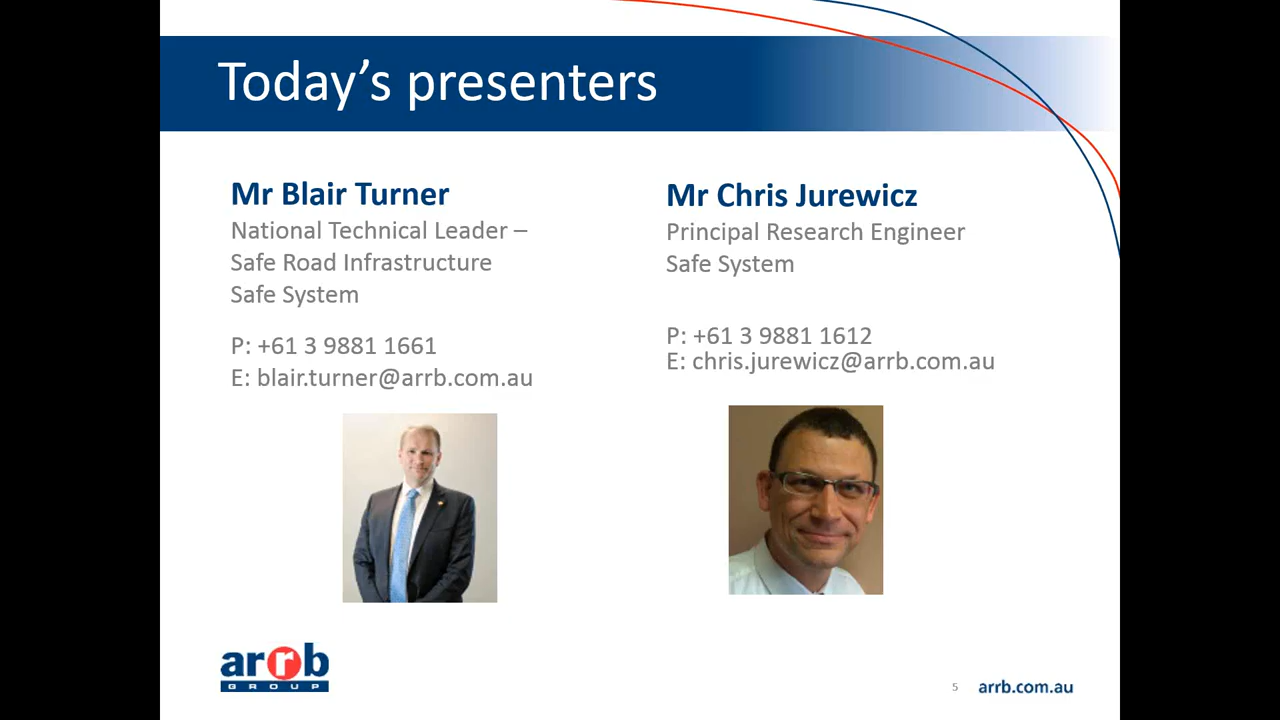 Today's presenters
Mr Blair Turner
National Technical Leader –
Safe Road Infrastructure
Safe System
P: +61 3 9881 1661
E: blair.turner@arrb.com.au
Mr Chris Jurewicz
Principal Research Engineer
Safe System
P: +61 3 9881 1612
E: chris.jurewicz@arrb.com.au
arrb
GROUP
5
arrb.com.au